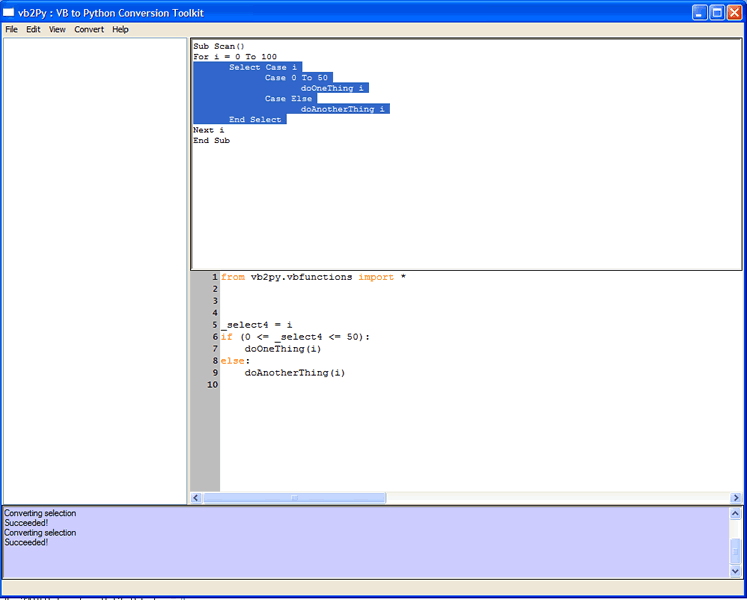 vb2Py : VB to Python Conversion Toolkit
File Edit View Convert Help
Sub Scan()
For i = 0 To 100
Select Case i
Case 0 To 50
doOneThing i
Case Else
doAnotherThing i
End Select
Next i
End Sub
1 from vb2py.vbfunctions import *
2
3
4
5 _select4 = i
6 if (0 <= _select4 <= 50):
7 doOneThing(i)
8 else:
9 doAnotherThing(i)
10
Converting selection
Succeeded!
Converting selection
Succeeded!